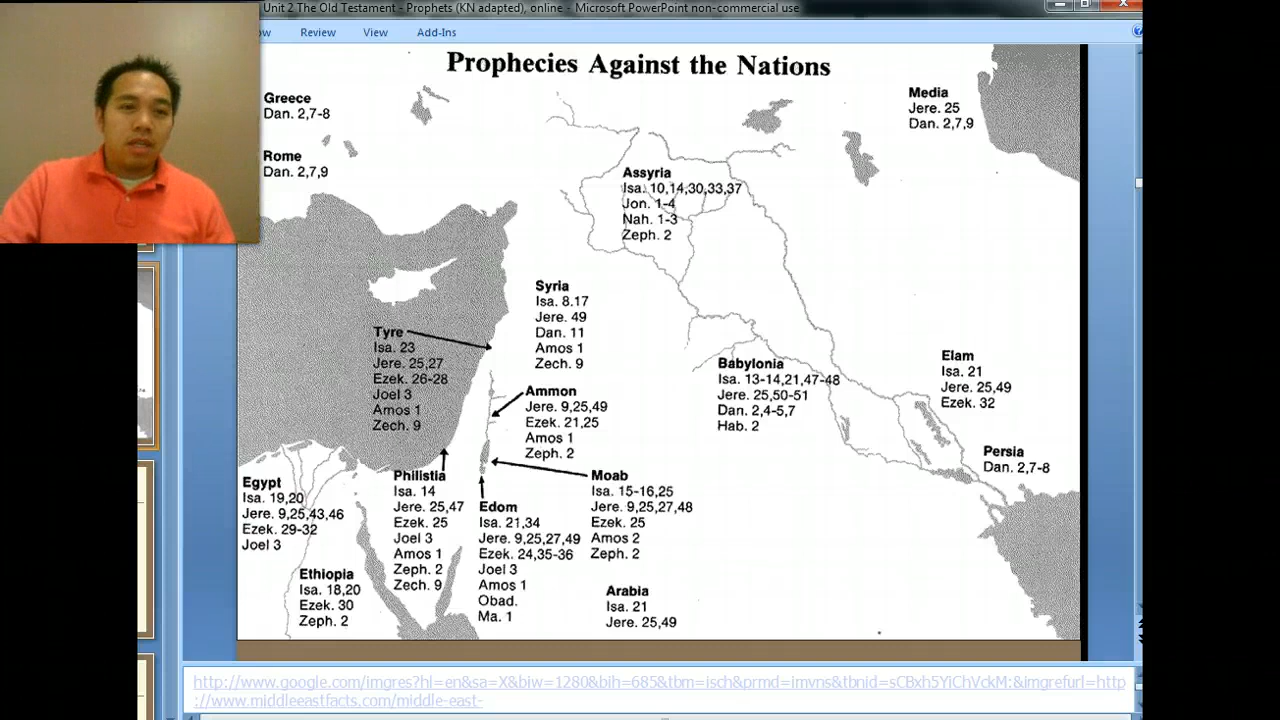 Unit 2 The Old Testament - Prophets (KN adapted), online - Microsoft PowerPoint non-commercial use
Review View Add-Ins
Prophecies Against the Nations
Greece
Dan. 2,7-8
Rome
Dan. 2,7,9
Media
Jere. 25
Dan. 2,7,9
Assyria
Isa. 10,14,30,33,37
Jon. 1-4
Nah. 1-3
Zeph. 2
Syria
Isa. 8.17
Jere. 49
Dan. 11
Amos 1
Zech. 9
Tyre
Isa. 23
Jere. 25,27
Ezek. 26-28
Joel 3
Amos 1
Zech. 9
Ammon
Jere. 9,25,49
Ezek. 21,25
Amos 1
Zeph. 2
Babylonia
Isa. 13-14,21,47-48
Jere. 25,50-51
Dan. 2,4-5,7
Hab. 2
Elam
Isa. 21
Jere. 25,49
Ezek. 32
Persia
Dan. 2,7-8
Egypt
Isa. 19,20
Jere. 9,25,43,46
Ezek. 29-32
Joel 3
Philistia
Isa. 14
Jere. 25,47
Ezek. 25
Joel 3
Amos 1
Zeph. 2
Zech. 9
Edom
Isa. 21,34
Jere. 9,25,27,49
Ezek. 24,35-36
Joel 3
Amos 1
Obad.
Ma. 1
Moab
Isa. 15-16,25
Jere. 9,25,27,48
Ezek. 25
Amos 2
Zeph. 2
Ethiopia
Isa. 18,20
Ezek. 30
Zeph. 2
Arabia
Isa. 21
Jere. 25,49
http://www.google.com/imgres?hl=en&sa=X&biw=1280&bih=685&tbm=isch&prmd=imvns&tbnid=sCBxh5YiChVckM:&imgrefurl=http
://www.middleeastfacts.com/middle-east-